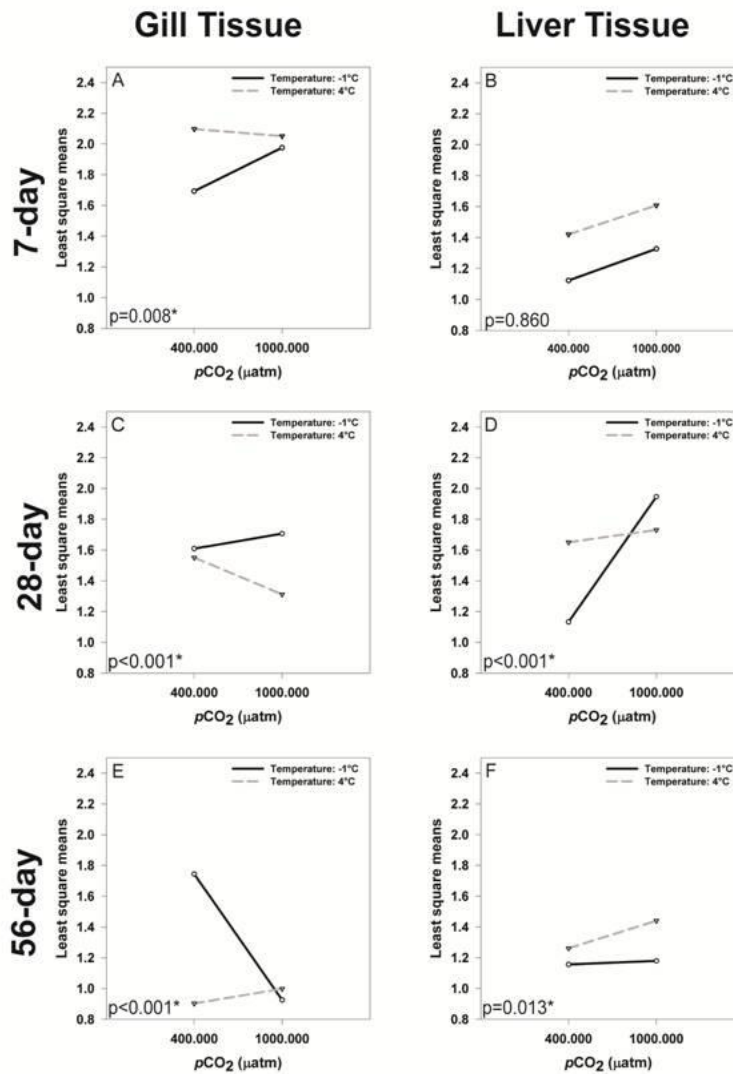 Gill Tissue
Liver Tissue
7-day
A
Temperature: -1°C
Temperature: 4°C
2.4
2.2
2.0
1.8
1.6
1.4
1.2
1.0
0.8
Least square means
p=0.008*
400.000
1000.000
pCO2 (µatm)
B
Temperature: -1°C
Temperature: 4°C
2.4
2.2
2.0
1.8
1.6
1.4
1.2
1.0
0.8
Least square means
p=0.860
400.000
1000.000
pCO2 (µatm)
28-day
C
Temperature: -1°C
Temperature: 4°C
2.4
2.2
2.0
1.8
1.6
1.4
1.2
1.0
0.8
Least square means
p<0.001*
400.000
1000.000
pCO2 (µatm)
D
Temperature: -1°C
Temperature: 4°C
2.4
2.2
2.0
1.8
1.6
1.4
1.2
1.0
0.8
Least square means
p<0.001*
400.000
1000.000
pCO2 (µatm)
56-day
E
Temperature: -1°C
Temperature: 4°C
2.4
2.2
2.0
1.8
1.6
1.4
1.2
1.0
0.8
Least square means
p<0.001*
400.000
1000.000
pCO2 (µatm)
F
Temperature: -1°C
Temperature: 4°C
2.4
2.2
2.0
1.8
1.6
1.4
1.2
1.0
0.8
Least square means
p=0.013*
400.000
1000.000
pCO2 (µatm)